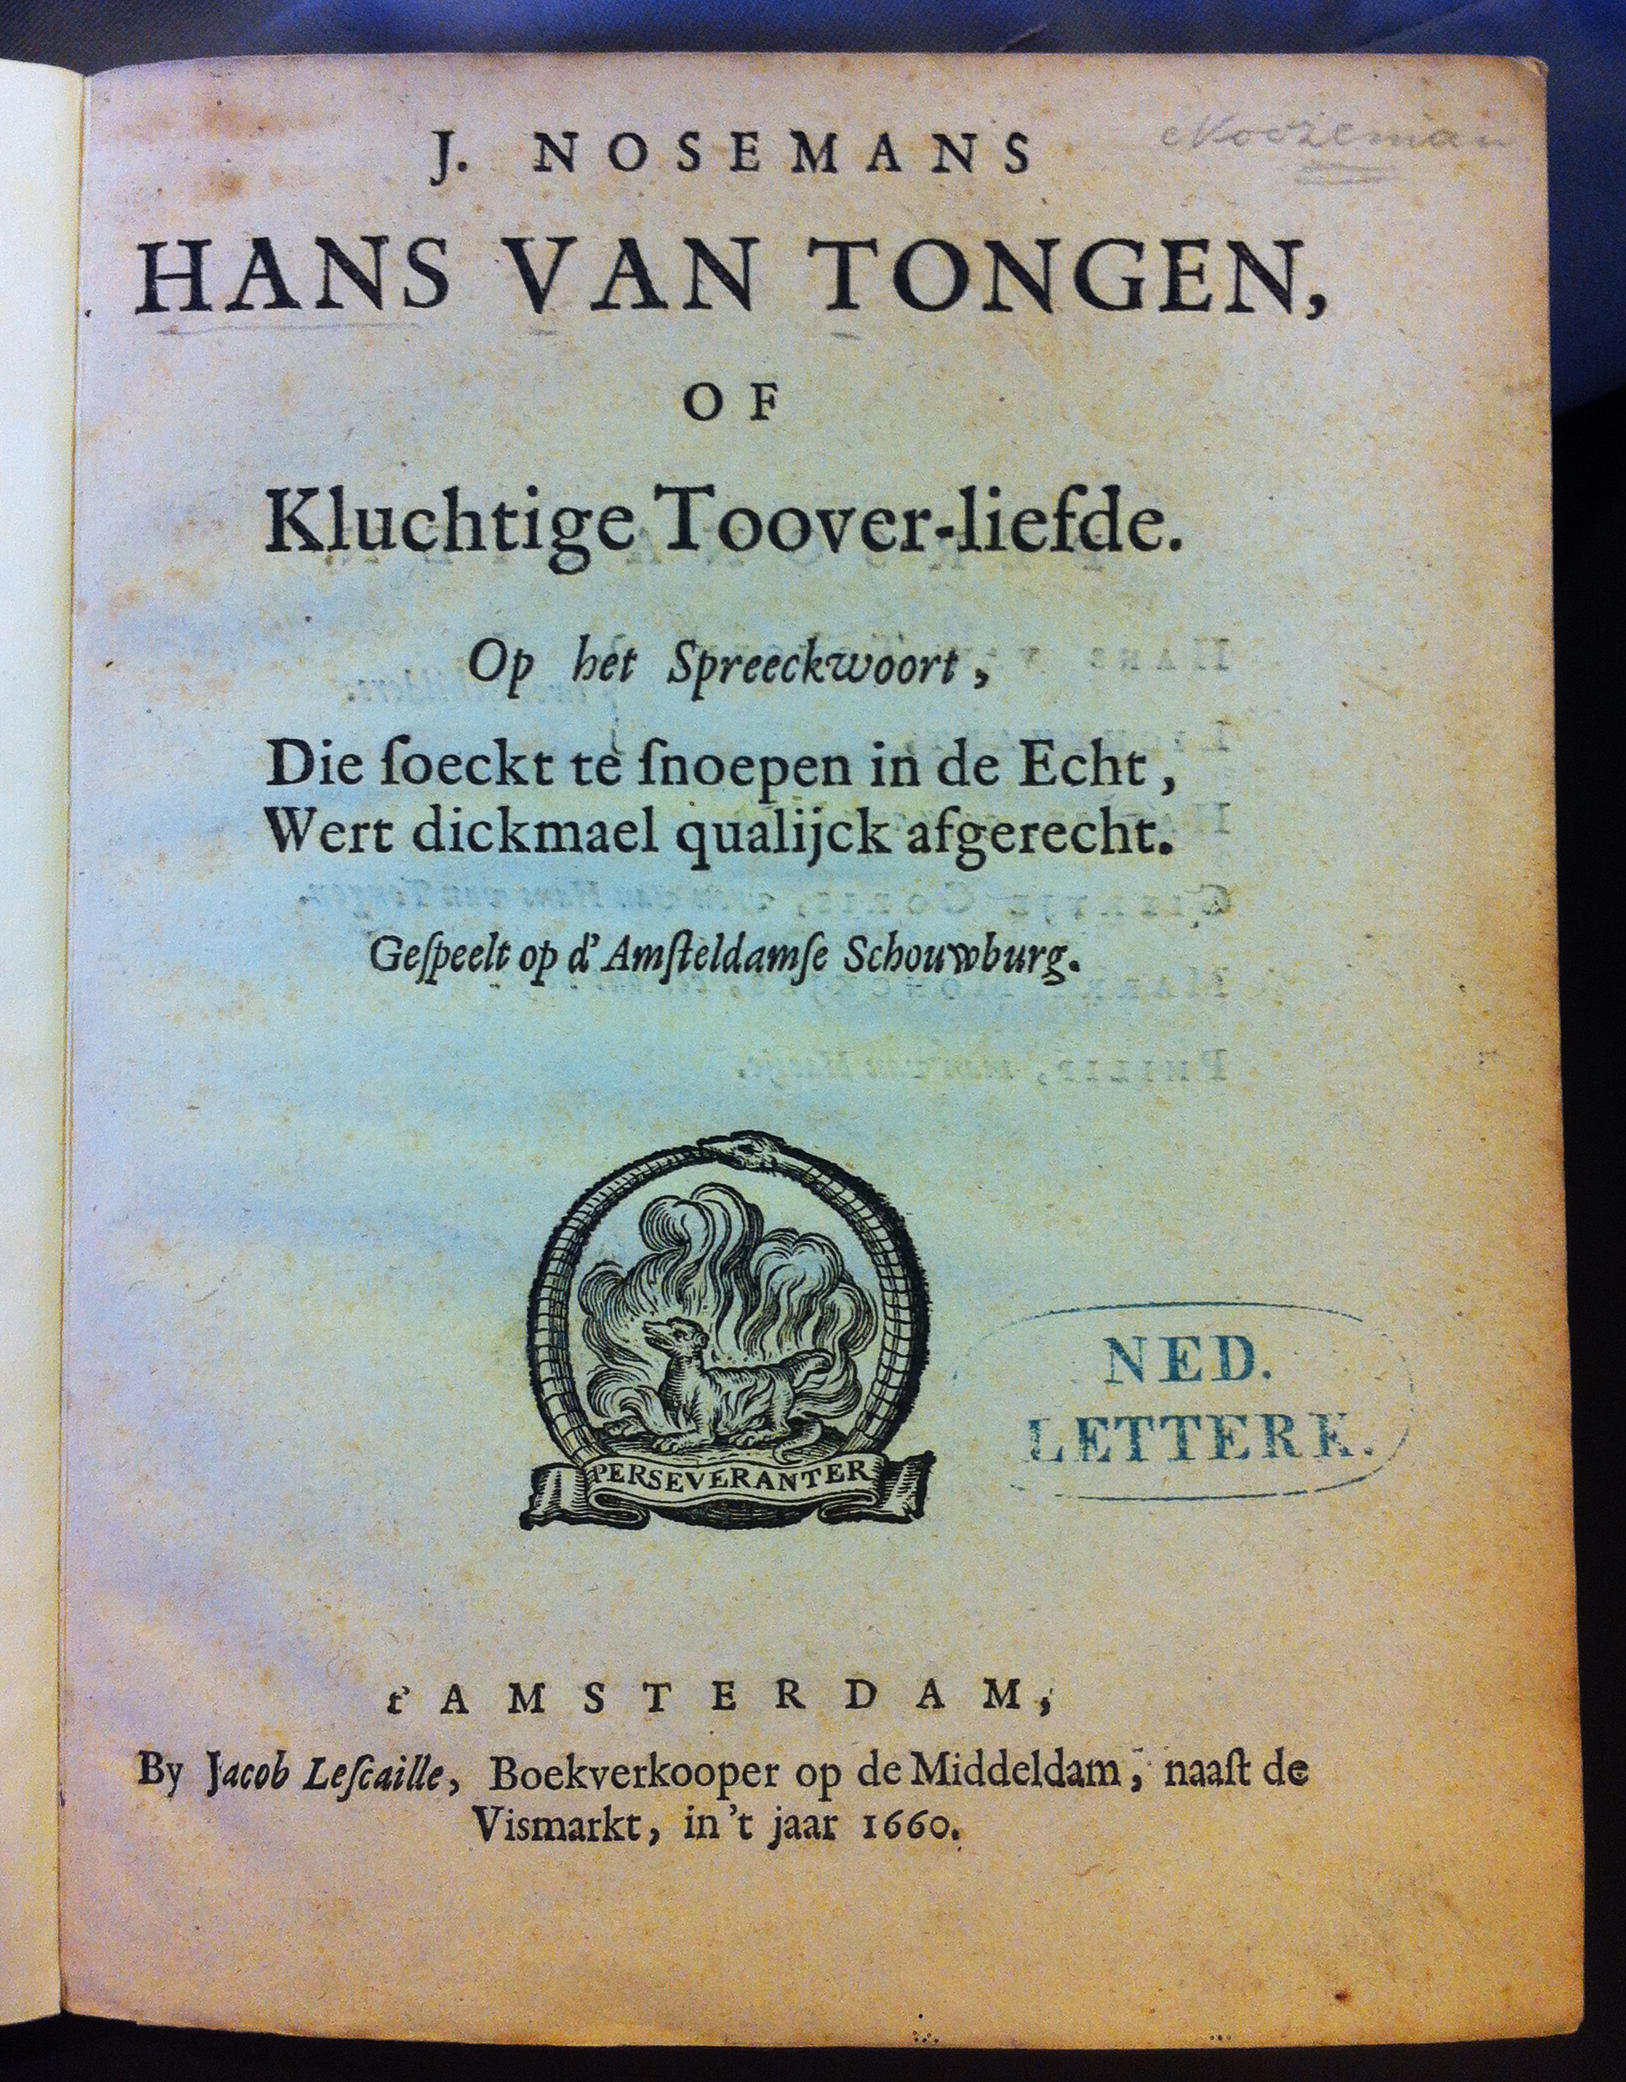 J. NOSEMANS
Noozeman
HANS VAN TONGEN,
OF
Kluchtige Toover-liefde.
Op het Spreeckwoort,
Die ſoeckt te ſnoepen in de Echt,
Wert dickmael qualijck afgerecht.
Geſpeelt op d' Amſteldamſe Schouwburg.
PERSEVERANTER
NED.
LETTERK.
t' AMSTERDAM,
By Jacob Leſcaille, Boekverkooper op de Middeldam, naaſt de
Vismarkt, in 't jaar 1660.